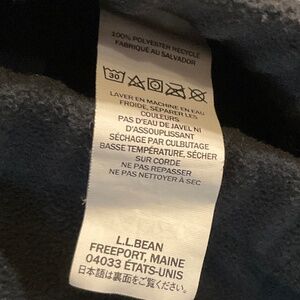 100% POLYESTER RECYCLÉ
FABRIQUÉ AU SALVADOR
30
LAVER EN MACHINE EN EAU
FROIDE, SÉPARER LES
COULEURS
PAS D'EAU DE JAVEL NI
D'ASSOUPLISSANT
SÉCHAGE PAR CULBUTAGE
BASSE TEMPÉRATURE, SÉCHER
SUR CORDE
NE PAS REPASSER
NE PAS NETTOYER À SEC
L.L.BEAN
FREEPORT, MAINE
04033 ÉTATS-UNIS
日本語は裏面をご覧ください。